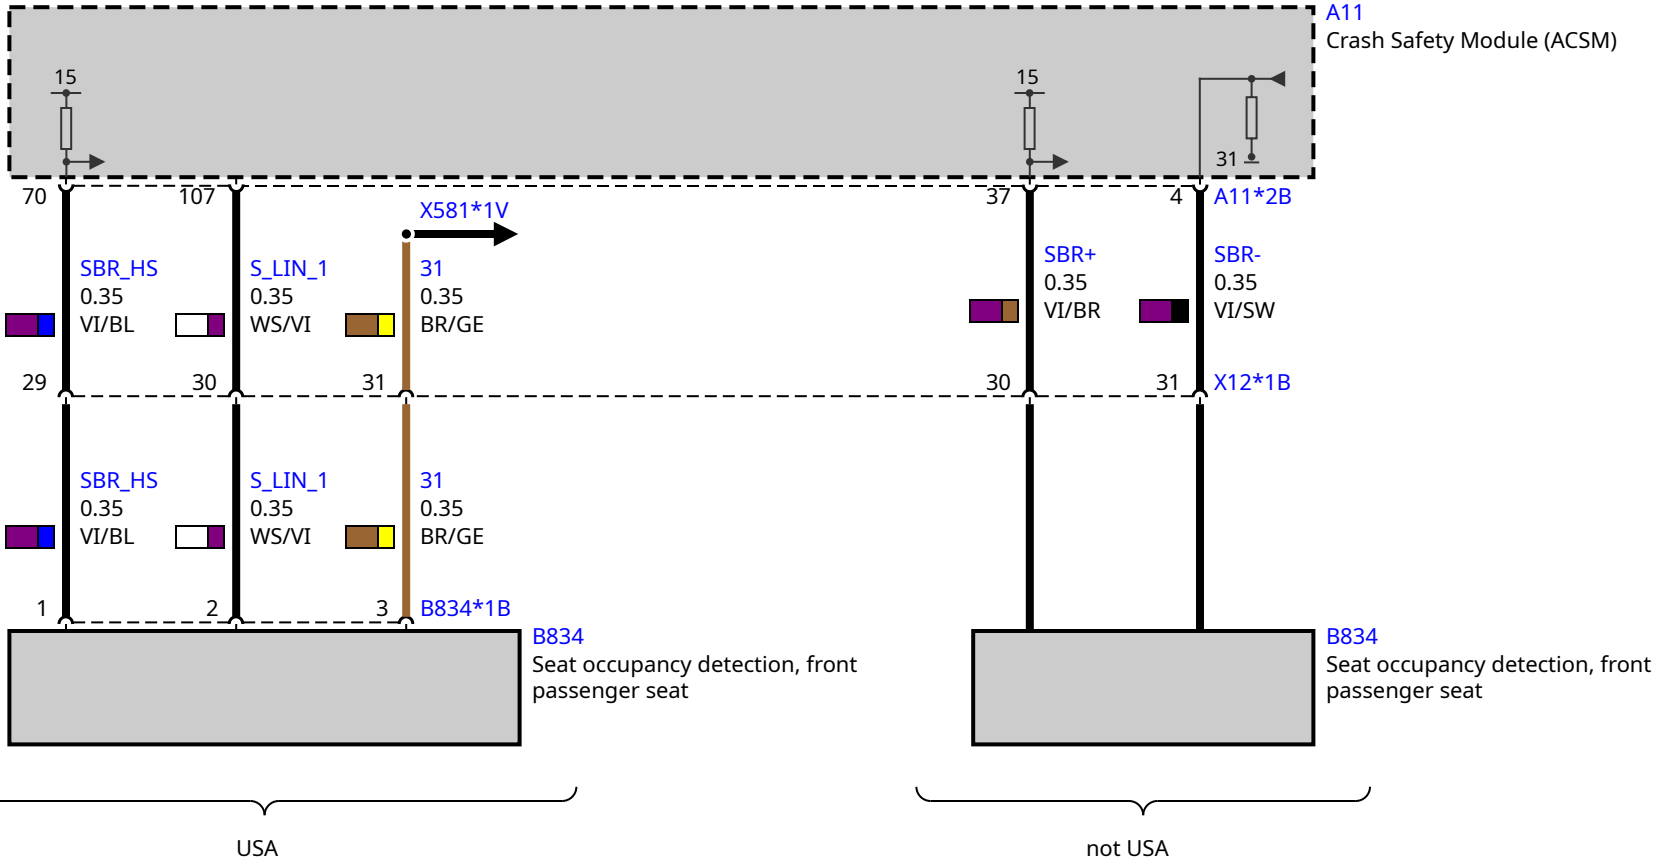 A11
Crash Safety Module (ACSM)
15
15
31
70
107
37
4
A11*2B
X581*1V
SBR_HS
0.35
VI/BL
S_LIN_1
0.35
WS/VI
31
0.35
BR/GE
SBR+
0.35
VI/BR
SBR-
0.35
VI/SW
29
30
31
30
31
X12*1B
SBR_HS
0.35
VI/BL
S_LIN_1
0.35
WS/VI
31
0.35
BR/GE
1
2
3
B834*1B
B834
Seat occupancy detection, front
passenger seat
B834
Seat occupancy detection, front
passenger seat
USA
not USA